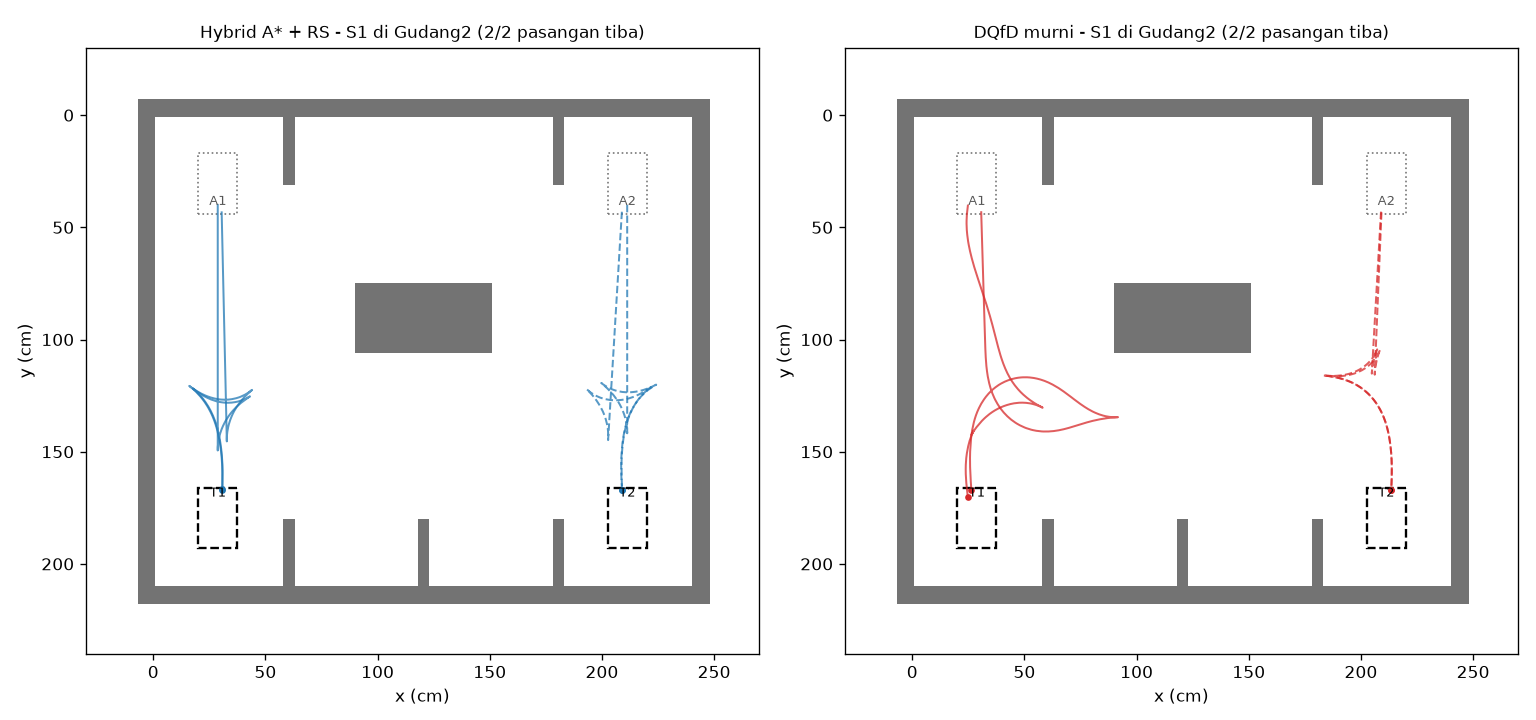 Hybrid A* + RS - S1 di Gudang2 (2/2 pasangan tiba)
0
50
100
150
200
y (cm)
A1
A2
T1
T2
0
50
100
150
200
250
x (cm)
DQfD murni - S1 di Gudang2 (2/2 pasangan tiba)
0
50
100
150
200
y (cm)
A1
A2
T1
T2
0
50
100
150
200
250
x (cm)